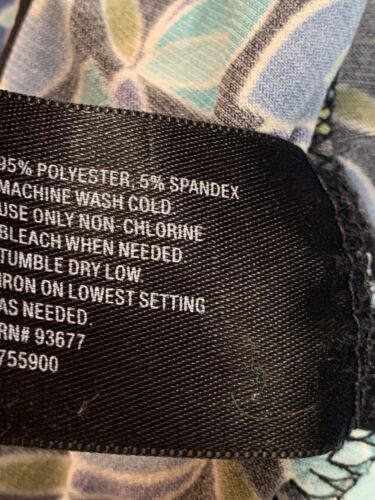 95% POLYESTER, 5% SPANDEX
MACHINE WASH COLD.
USE ONLY NON-CHLORINE
BLEACH WHEN NEEDED.
TUMBLE DRY LOW.
IRON ON LOWEST SETTING
AS NEEDED.
RN# 93677
755900